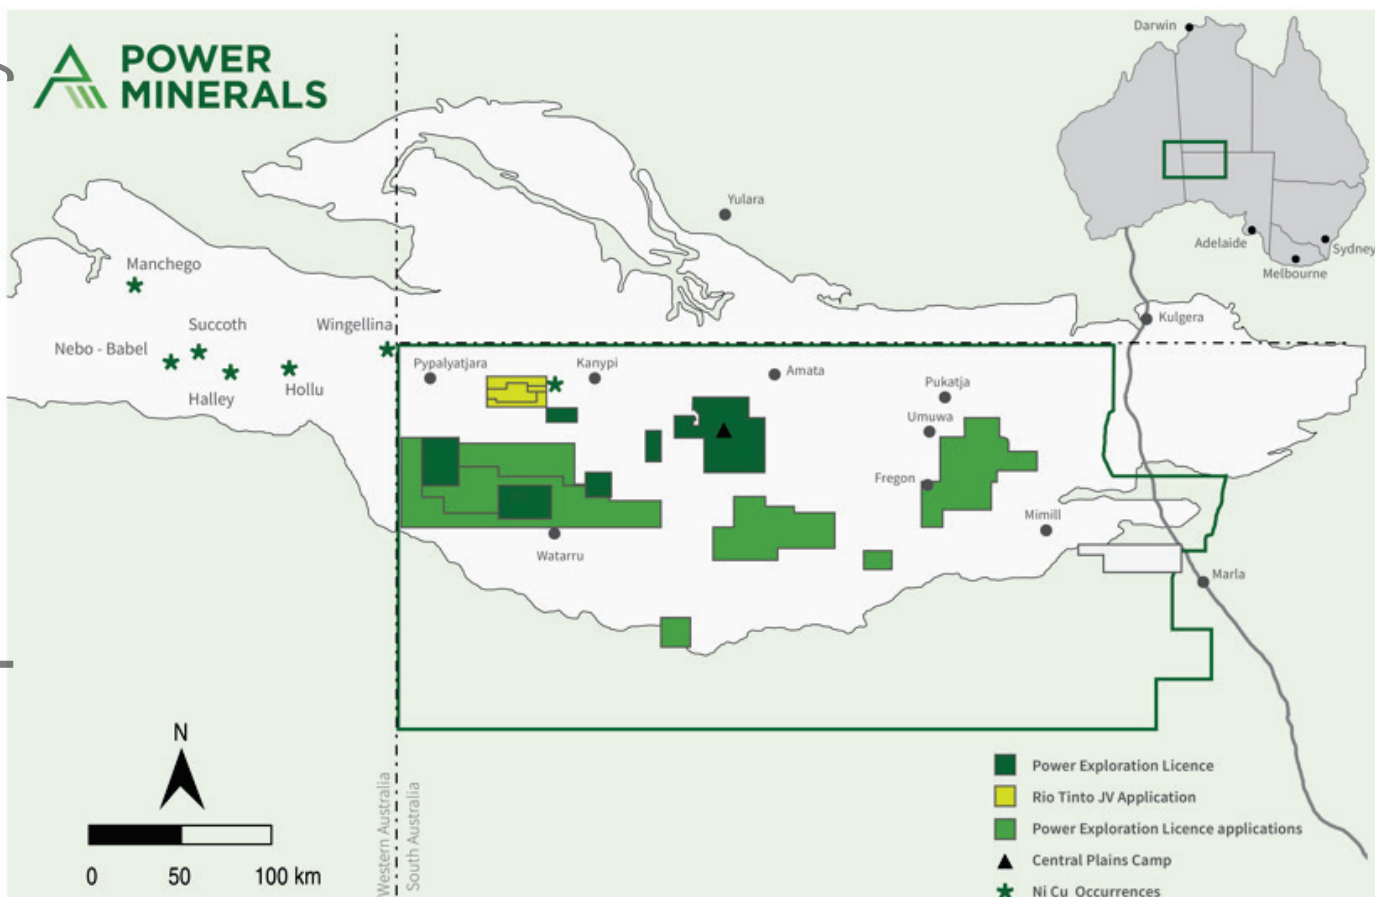 POWER
MINERALS
Darwin
Adelaide
Sydney
Melbourne
Yulara
Kulgera
Manchego
Succoth
Wingellina
Nebo - Babel
Halley
Hollu
Pypalyatjara
Kanypi
Amata
Pukatja
Umuwa
Fregon
Mimill
Watarru
Marla
N
0 50 100 km
Western Australia
South Australia
Power Exploration Licence
Rio Tinto JV Application
Power Exploration Licence applications
Central Plains Camp
Ni Cu Occurrences